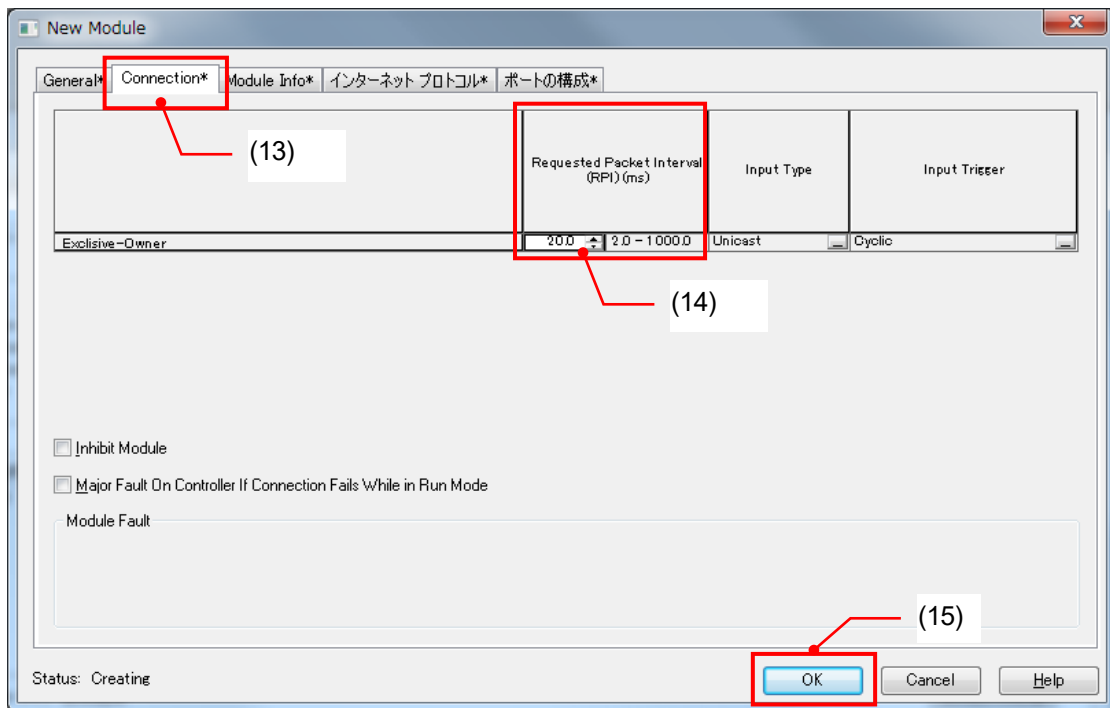 New Module
General*
Connection*
Module Info*
インターネット プロトコル*
ポートの構成*
(13)
Requested Packet Interval
(RPI) (ms)
Input Type
Input Trigger
Exclisive-Owner
20.0
2.0 - 1000.0
Unicast
...
Cyclic
...
(14)
Inhibit Module
Major Fault On Controller If Connection Fails While in Run Mode
Module Fault
(15)
Status: Creating
OK
Cancel
Help